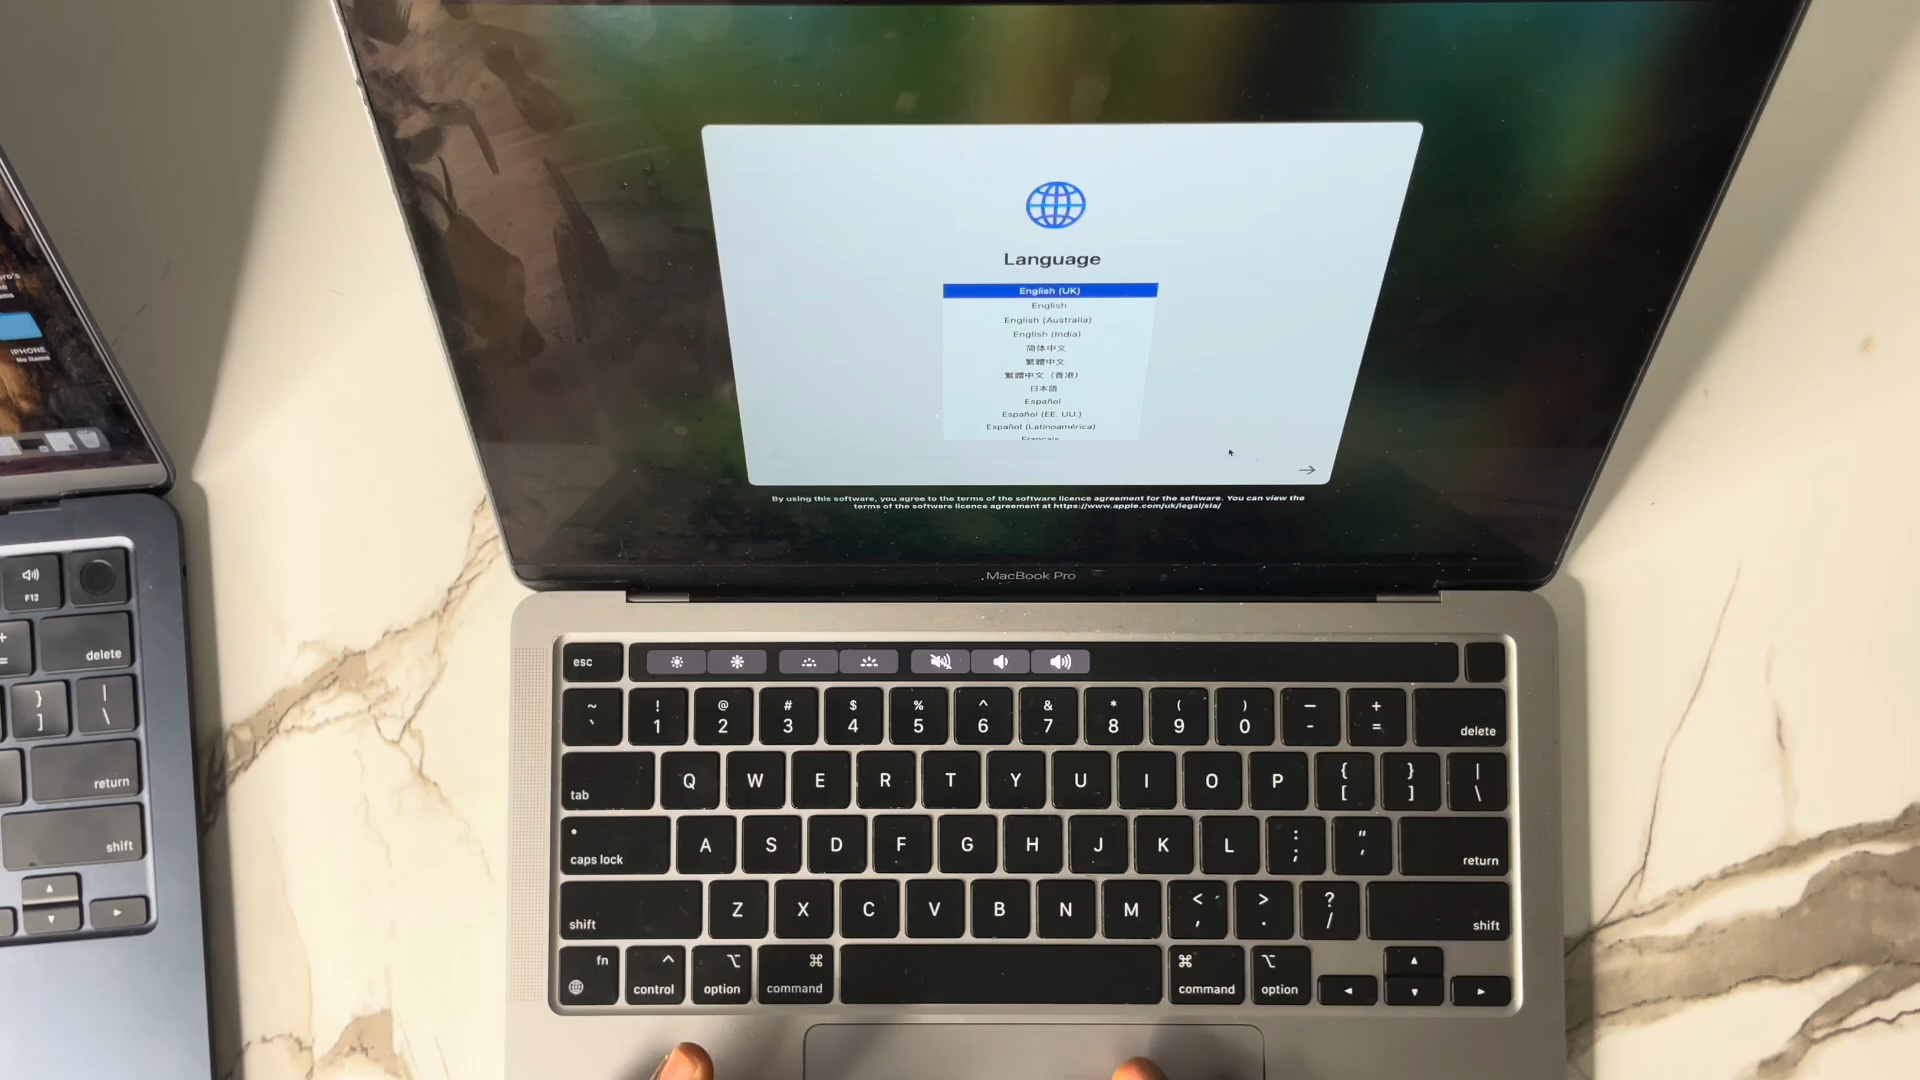 Language
English (UK)
English
English (Australia)
English (India)
简体中文
繁體中文
繁體中文（香港）
日本語
Español
Español (EE. UU.)
Español (Latinoamérica)
Français
By using this software, you agree to the terms of the software licence agreement for the software. You can view the
terms of the software licence agreement at https://www.apple.com/uk/legal/sla/
MacBook Pro
IPHONE
No items
F12
delete
+
=
}
]
|
\
return
shift
esc
~ ! @ # $ % ^ & * ( ) — +
` 1 2 3 4 5 6 7 8 9 0 - = delete
tab Q W E R T Y U I O P { [ } ] | \
caps lock A S D F G H J K L : ; " ' return
shift Z X C V B N M < , > . ? / shift
fn control option command command option